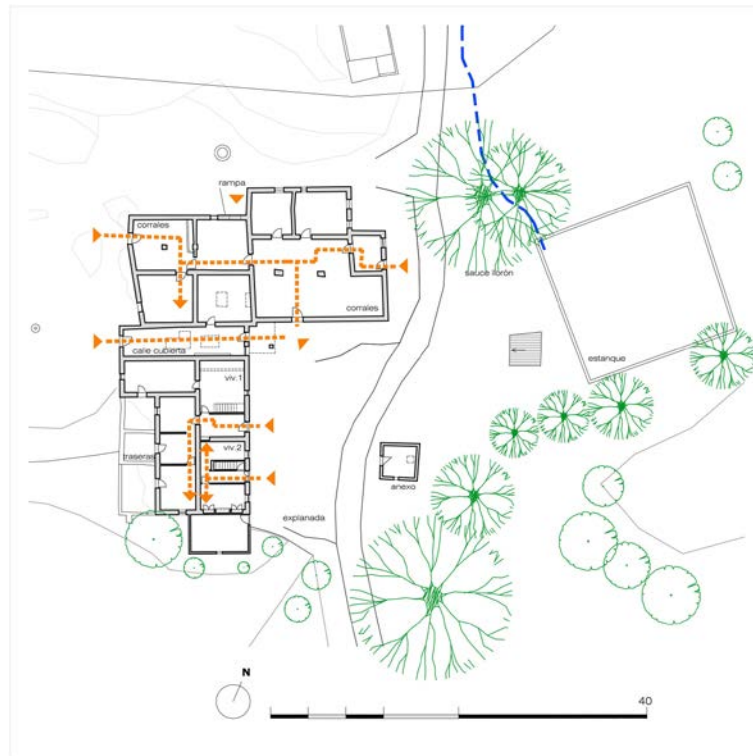 rampa
corrales
sauce llorón
corrales
calle cubierta
estanque
viv.1
viv.2
traseras
anexo
explanada
N
40